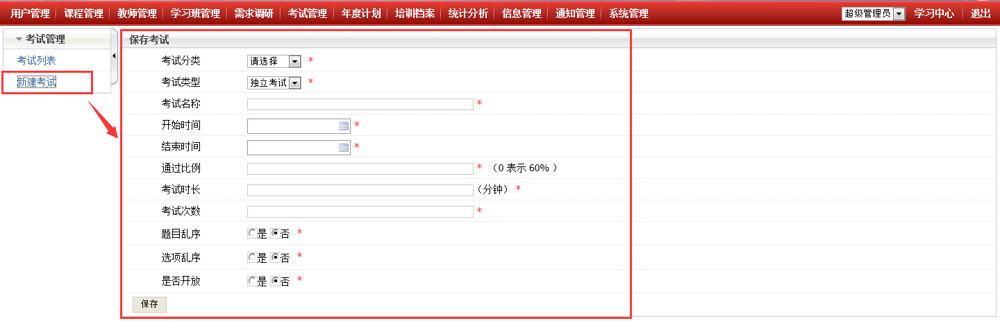 用户管理 课程管理 教师管理 学习班管理 需求调研 考试管理 年度计划 培训档案 统计分析 信息管理 通知管理 系统管理 超级管理员 学习中心 退出
考试管理
考试列表
新建考试
保存考试
考试分类 请选择 *
考试类型 独立考试 *
考试名称 *
开始时间 *
结束时间 *
通过比例 * （0 表示 60% ）
考试时长 （分钟） *
考试次数 *
题目乱序 是 否 *
选项乱序 是 否 *
是否开放 是 否 *
保存